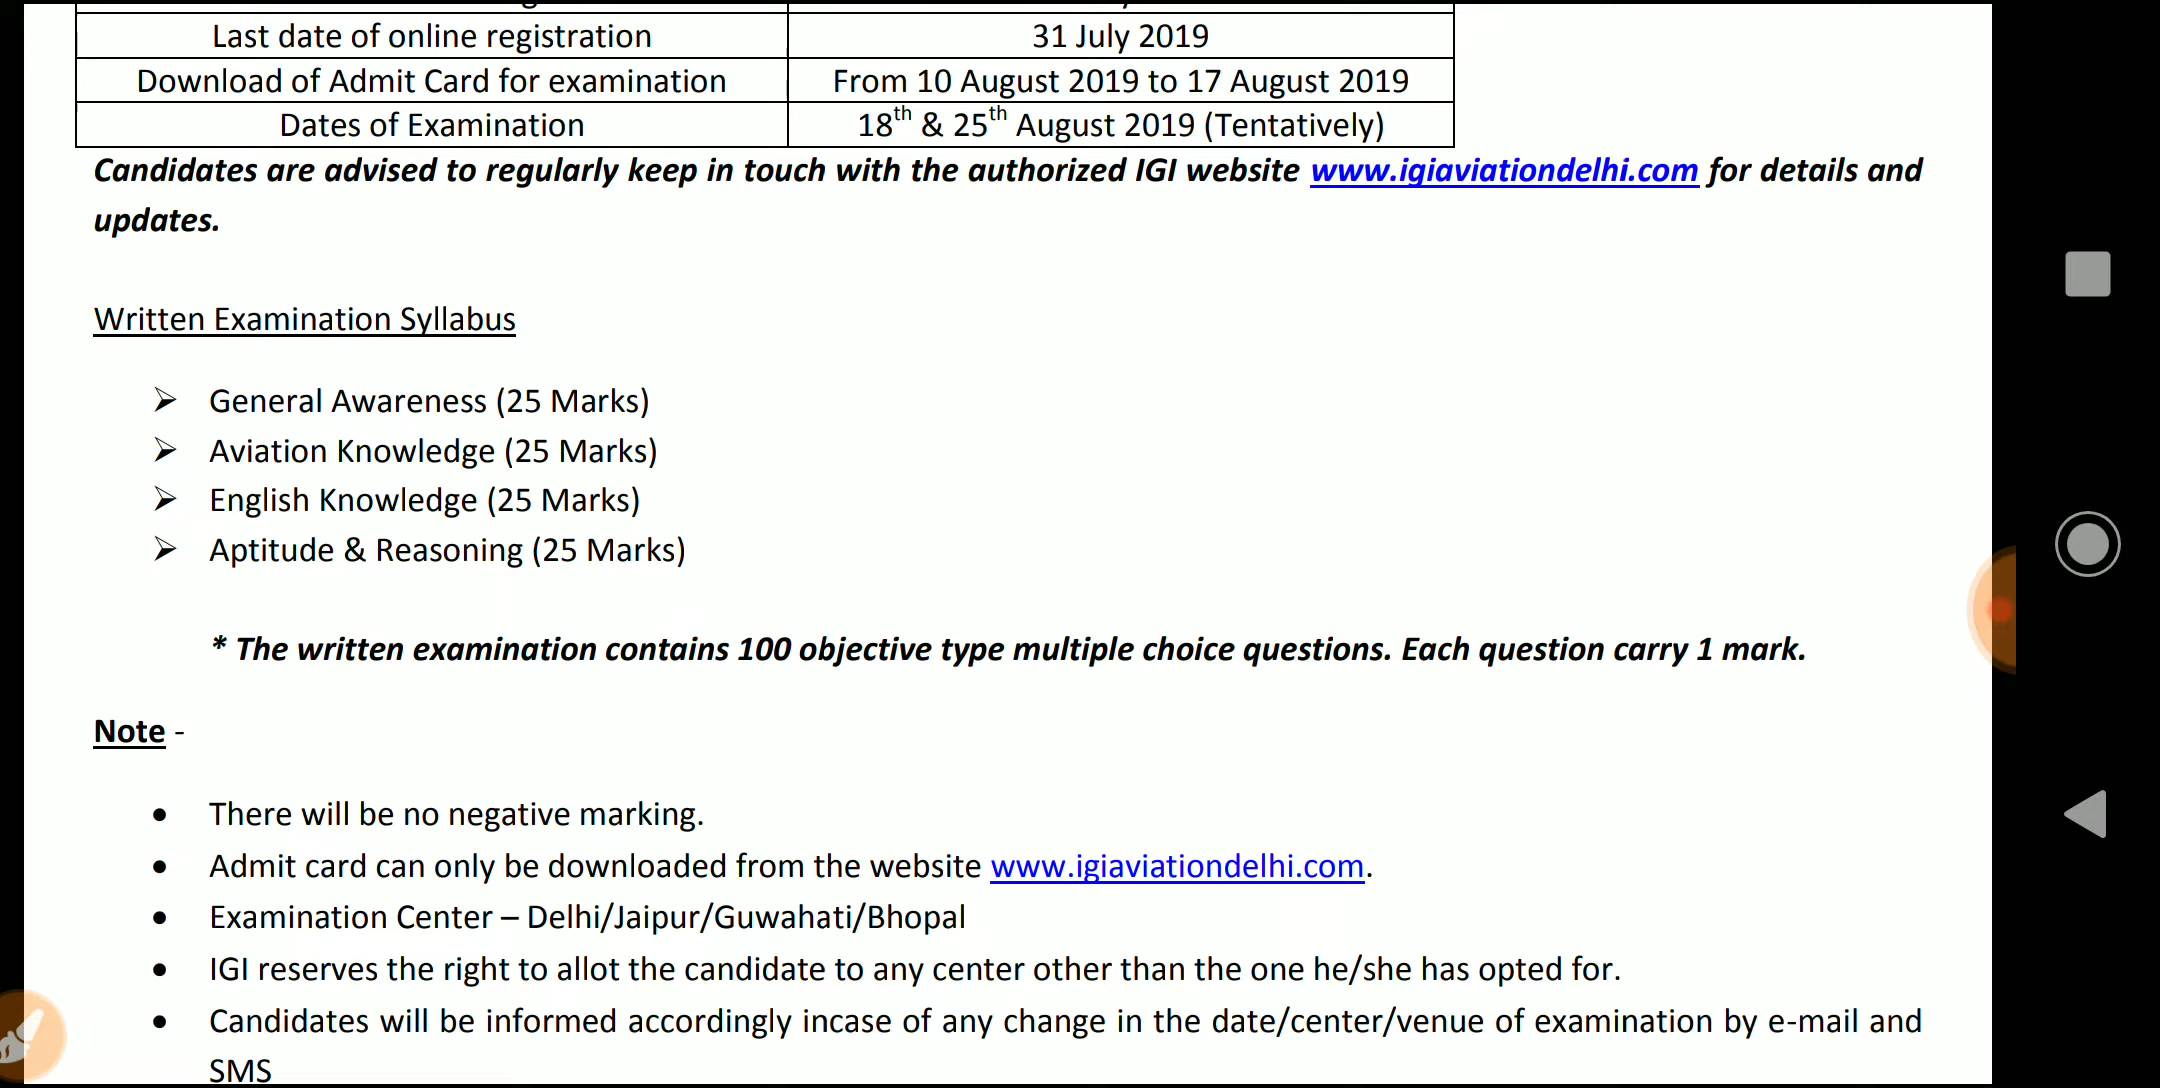 Last date of online registration 31 July 2019
Download of Admit Card for examination From 10 August 2019 to 17 August 2019
Dates of Examination 18th & 25th August 2019 (Tentatively)
Candidates are advised to regularly keep in touch with the authorized IGI website www.igiaviationdelhi.com for details and
updates.
Written Examination Syllabus
➢ General Awareness (25 Marks)
➢ Aviation Knowledge (25 Marks)
➢ English Knowledge (25 Marks)
➢ Aptitude & Reasoning (25 Marks)
* The written examination contains 100 objective type multiple choice questions. Each question carry 1 mark.
Note -
• There will be no negative marking.
• Admit card can only be downloaded from the website www.igiaviationdelhi.com.
• Examination Center – Delhi/Jaipur/Guwahati/Bhopal
• IGI reserves the right to allot the candidate to any center other than the one he/she has opted for.
• Candidates will be informed accordingly incase of any change in the date/center/venue of examination by e-mail and
SMS